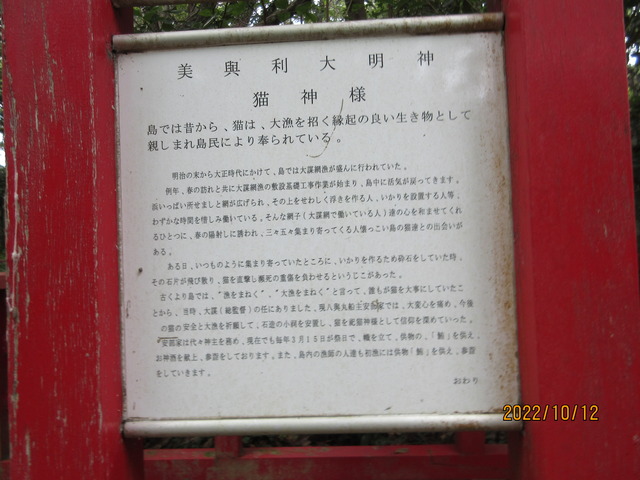 美與利大明神
猫神様
島では昔から、猫は、大漁を招く縁起の良い生き物として
親しまれ島民により奉られている。
明治の末から大正時代にかけて、島では大謀網漁が盛んに行われていた。
例年、春の訪れと共に大謀網漁の敷設基礎工事作業が始まり、島中に活気が戻ってきます。
浜いっぱい所せましと網が広げられ、その上をせわしく浮きを作る人、いかりを設置する人等、
わずかな時間を惜しみ働いている。そんな網子(大謀網で働いている人)達の心を和ませてくれ
るひとつに、春の陽射しに誘われ、三々五々集まり寄ってくる人懐っこい島の猫達との出会いが
ある。
ある日、いつものように集まり寄っていたところに、いかりを作るため砕石をしていた時、
その石片が飛び散り、猫を直撃し瀕死の重傷を負わせるというじこがあった。
古くより島では、"漁をまねく"、"大漁をまねく"と言って、誰もが猫を大事にしていたこ
とから、当時、大謀(総監督)の任にありました、現八興丸船主安部家では、大変心を痛め、今後
の猫の安全と大漁を祈願して、石造の小祠を安置し、猫を祀猫神様として信仰を深めていった。
安部家は代々神主を務め、現在でも毎年3月15日が祭日で、幟を立て、供物の、「鮪」を供え、
お神酒を献上、参詣をしております。また、島内の漁師の人達も初漁には供物「鮪」を供え、参詣
をしていきます。
おわり
2022/10/12